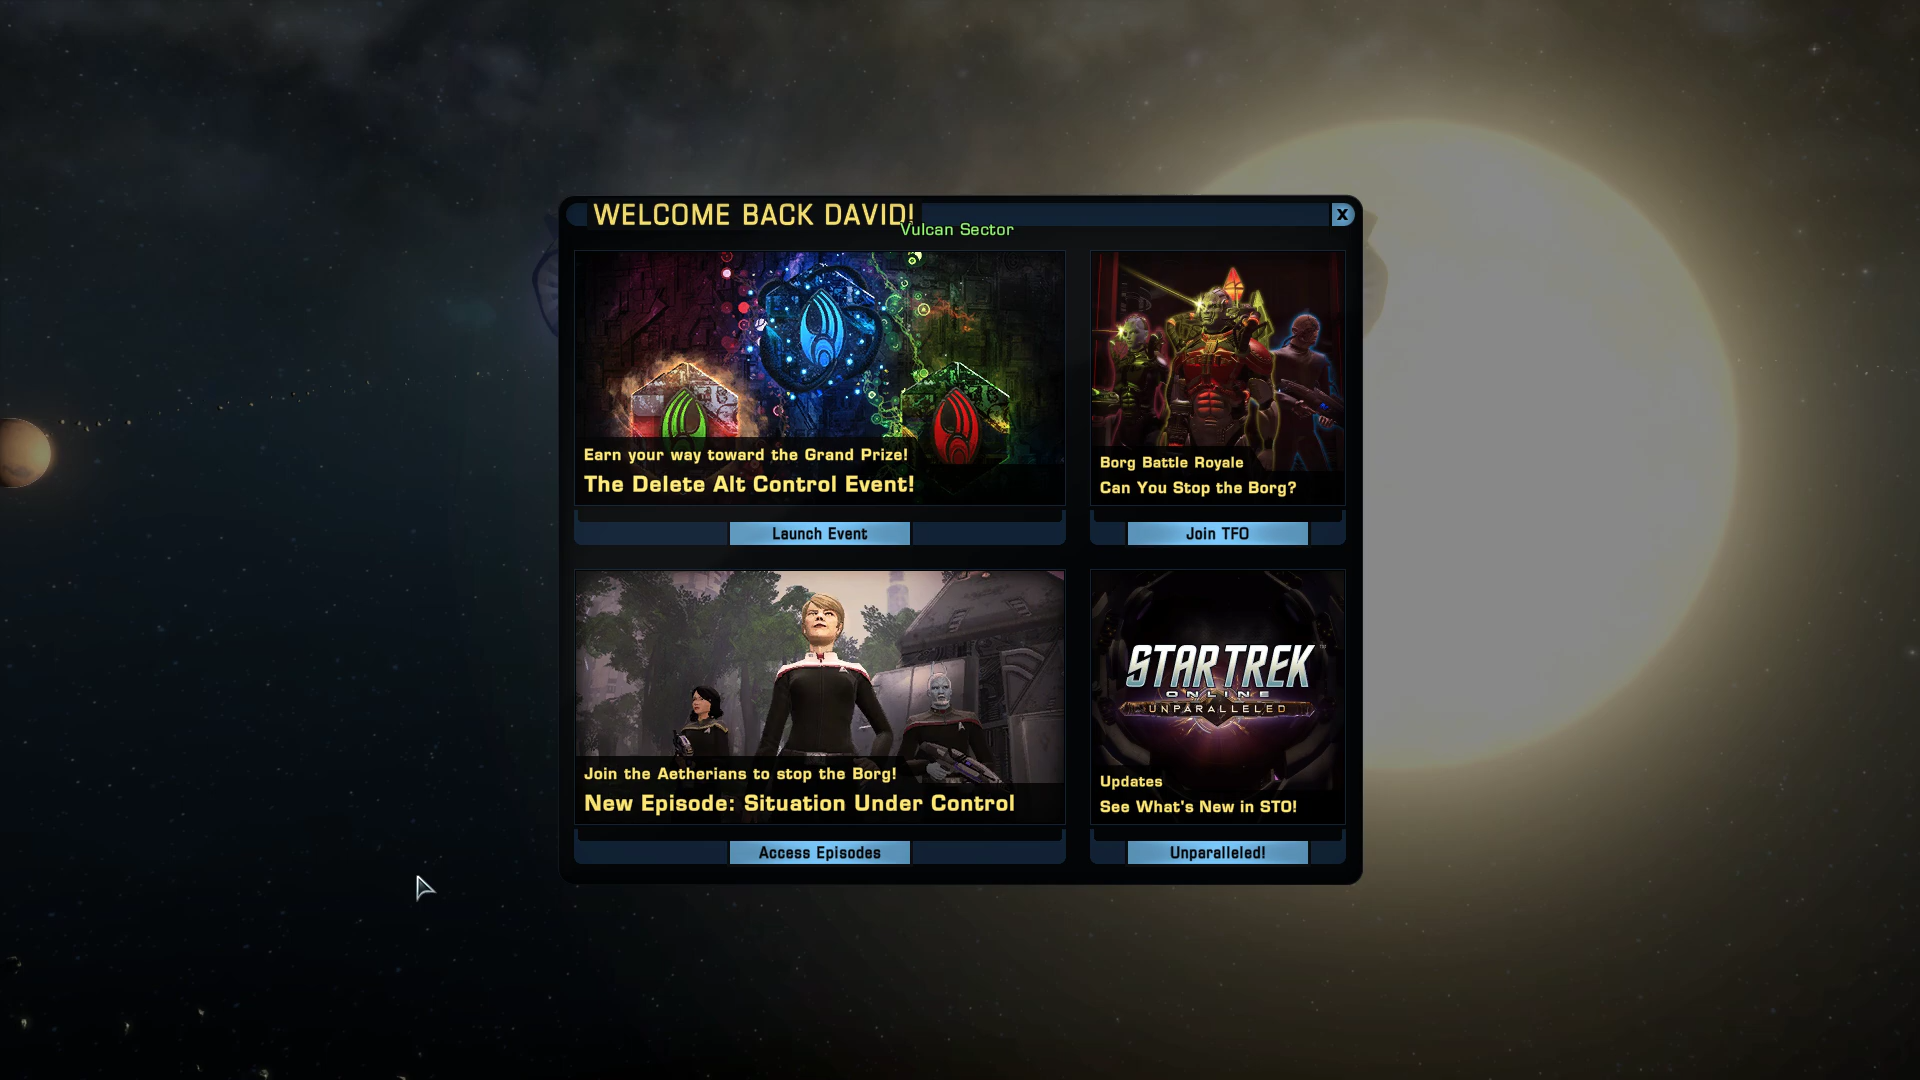 WELCOME BACK DAVID!
X
Vulcan Sector
Earn your way toward the Grand Prize!
The Delete Alt Control Event!
Launch Event
Borg Battle Royale
Can You Stop the Borg?
Join TFO
Join the Aetherians to stop the Borg!
New Episode: Situation Under Control
Access Episodes
STAR TREK
ONLINE
UNPARALLELED
Updates
See What's New in STO!
Unparalleled!